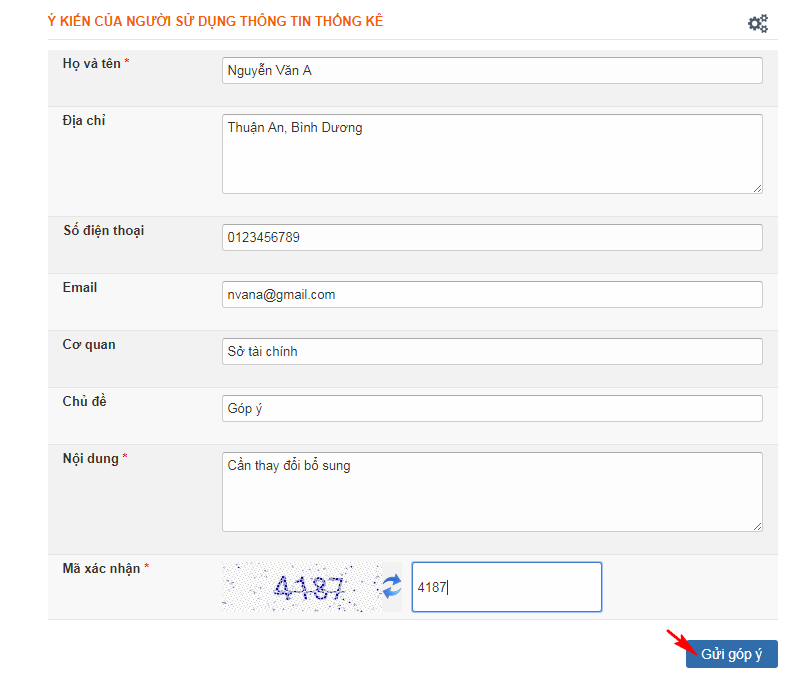 Ý KIẾN CỦA NGƯỜI SỬ DỤNG THÔNG TIN THỐNG KÊ
Họ và tên *
Nguyễn Văn A
Địa chỉ
Thuận An, Bình Dương
Số điện thoại
0123456789
Email
nvana@gmail.com
Cơ quan
Sở tài chính
Chủ đề
Góp ý
Nội dung *
Cần thay đổi bổ sung
Mã xác nhận *
4187
4187
Gửi góp ý